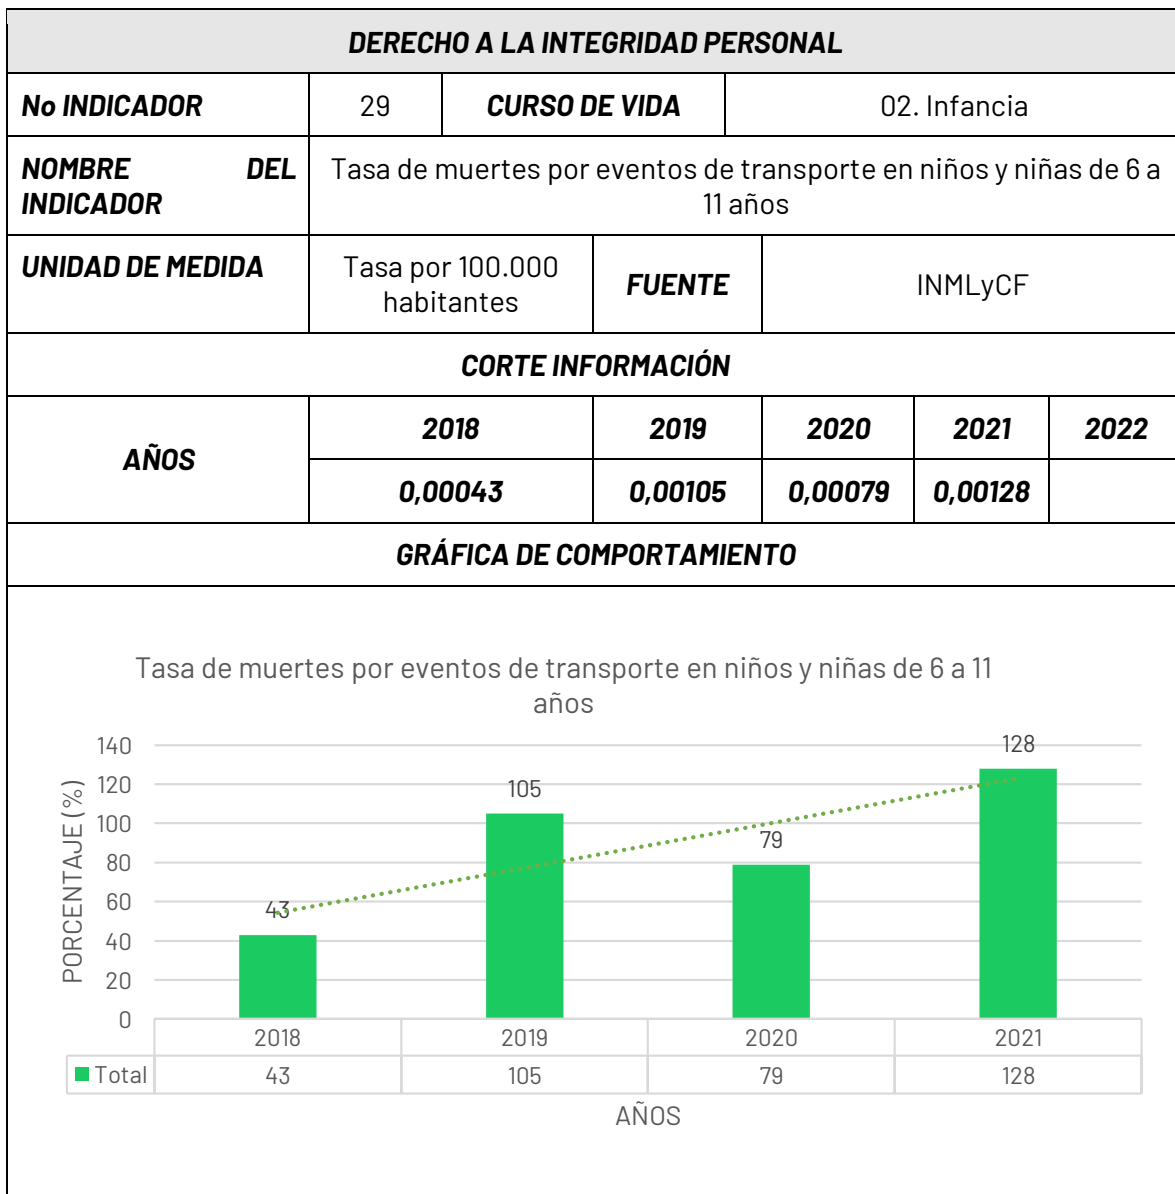 DERECHO A LA INTEGRIDAD PERSONAL
No INDICADOR 29 CURSO DE VIDA 02. Infancia
NOMBRE DEL
INDICADOR
Tasa de muertes por eventos de transporte en niños y niñas de 6 a
11 años
UNIDAD DE MEDIDA
Tasa por 100.000
habitantes
FUENTE
INMLyCF
CORTE INFORMACIÓN
AÑOS
2018 2019 2020 2021 2022
0,00043 0,00105 0,00079 0,00128
GRÁFICA DE COMPORTAMIENTO
Tasa de muertes por eventos de transporte en niños y niñas de 6 a 11
años
PORCENTAJE (%)
140
120
100
80
60
40
20
0
43
105
79
128
2018 2019 2020 2021
Total 43 105 79 128
AÑOS